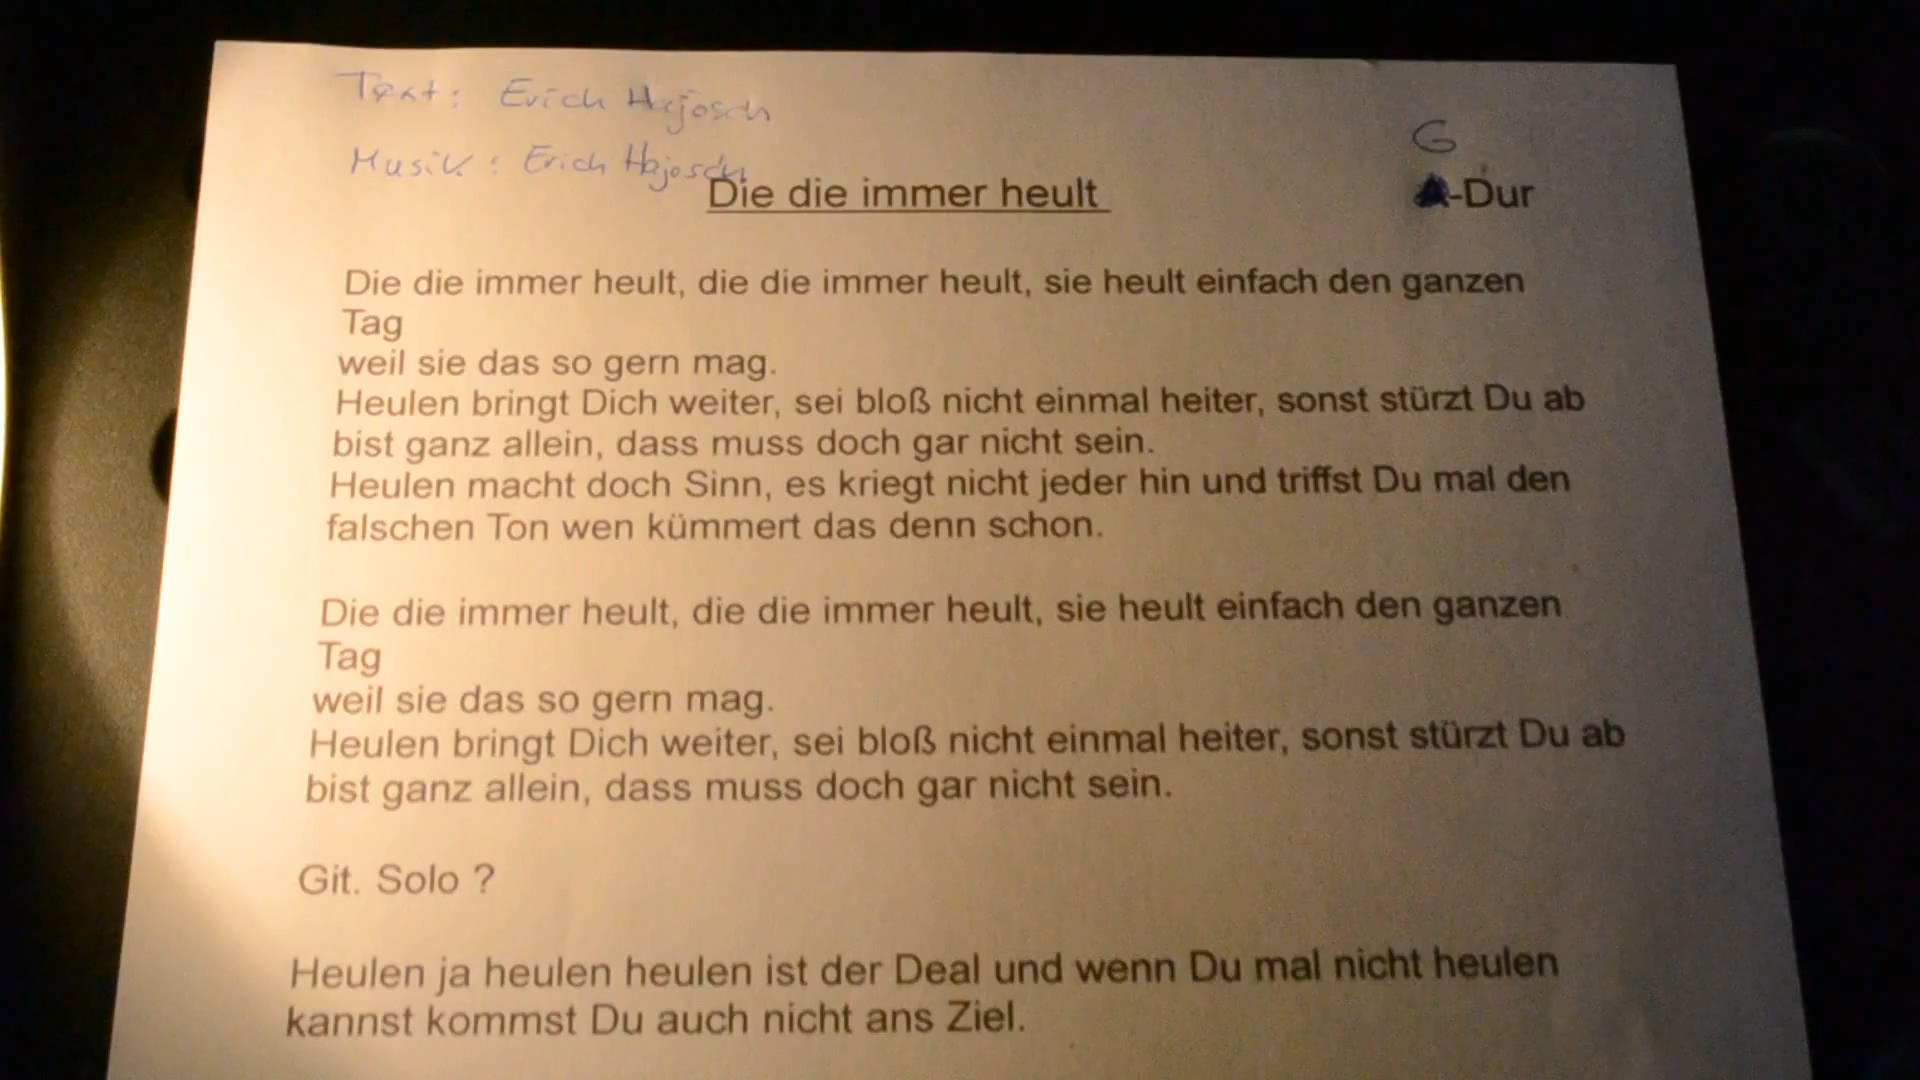 Text: Erich Hajosch
Musik: Erich Hajosch
G
Die die immer heult
A-Dur
Die die immer heult, die die immer heult, sie heult einfach den ganzen
Tag
weil sie das so gern mag.
Heulen bringt Dich weiter, sei bloß nicht einmal heiter, sonst stürzt Du ab
bist ganz allein, dass muss doch gar nicht sein.
Heulen macht doch Sinn, es kriegt nicht jeder hin und triffst Du mal den
falschen Ton wen kümmert das denn schon.
Die die immer heult, die die immer heult, sie heult einfach den ganzen
Tag
weil sie das so gern mag.
Heulen bringt Dich weiter, sei bloß nicht einmal heiter, sonst stürzt Du ab
bist ganz allein, dass muss doch gar nicht sein.
Git. Solo ?
Heulen ja heulen heulen ist der Deal und wenn Du mal nicht heulen
kannst kommst Du auch nicht ans Ziel.